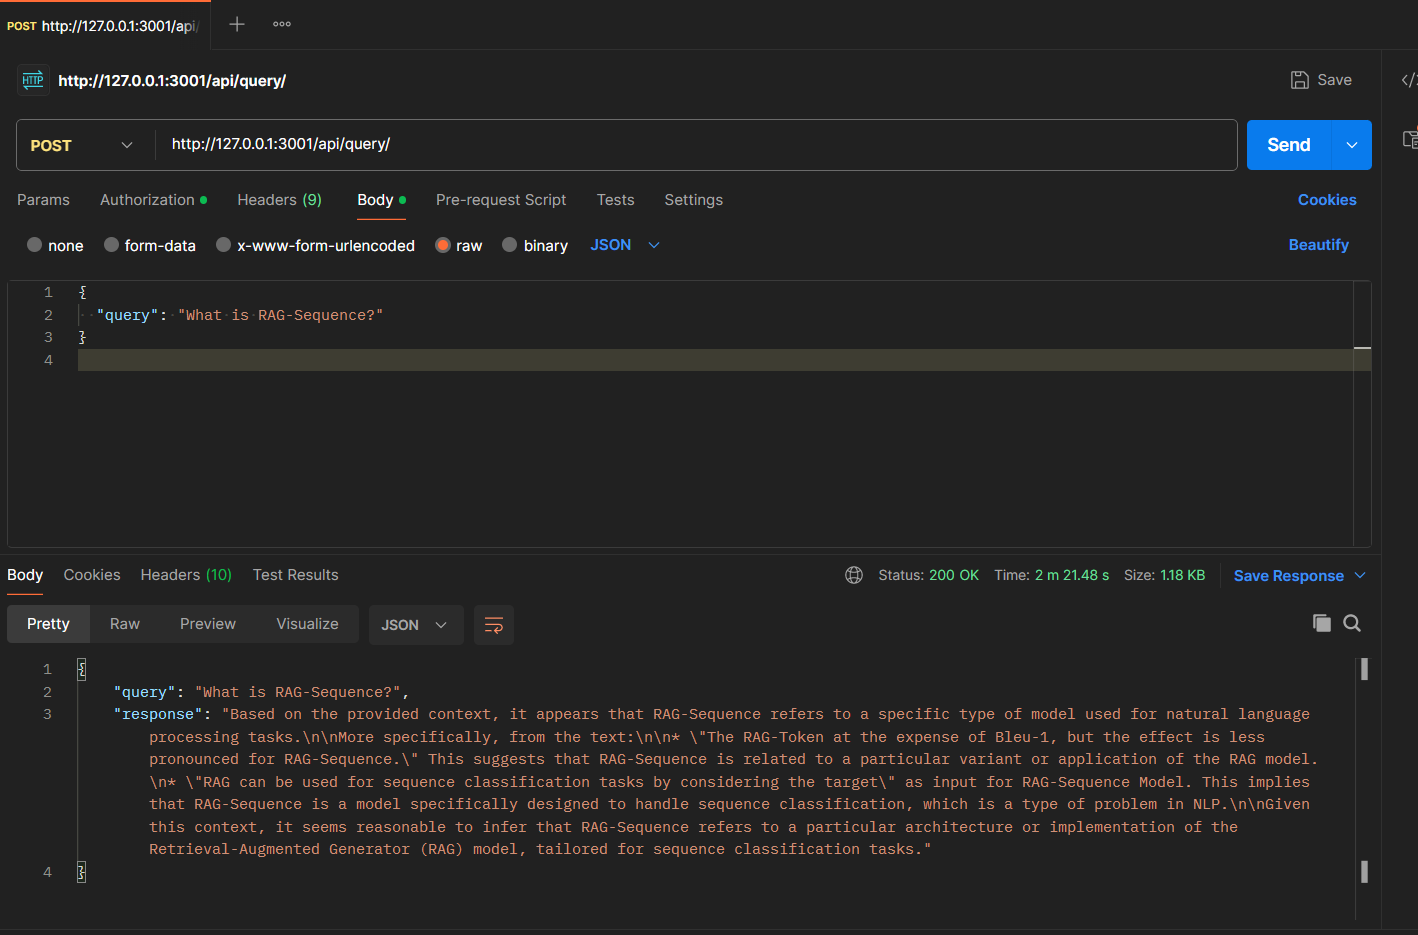 POST http://127.0.0.1:3001/api/
HTTP http://127.0.0.1:3001/api/query/
Save
POST http://127.0.0.1:3001/api/query/
Send
Params Authorization Headers (9) Body Pre-request Script Tests Settings Cookies
none form-data x-www-form-urlencoded raw binary JSON Beautify
1 {
2 "query": "What is RAG-Sequence?"
3 }
4
Body Cookies Headers (10) Test Results Status: 200 OK Time: 2 m 21.48 s Size: 1.18 KB Save Response
Pretty Raw Preview Visualize JSON
1 {
2 "query": "What is RAG-Sequence?",
3 "response": "Based on the provided context, it appears that RAG-Sequence refers to a specific type of model used for natural language
processing tasks.\n\nMore specifically, from the text:\n\n* \"The RAG-Token at the expense of Bleu-1, but the effect is less
pronounced for RAG-Sequence.\" This suggests that RAG-Sequence is related to a particular variant or application of the RAG model.
\n* \"RAG can be used for sequence classification tasks by considering the target\" as input for RAG-Sequence Model. This implies
that RAG-Sequence is a model specifically designed to handle sequence classification, which is a type of problem in NLP.\n\nGiven
this context, it seems reasonable to infer that RAG-Sequence refers to a particular architecture or implementation of the
Retrieval-Augmented Generator (RAG) model, tailored for sequence classification tasks."
4 }